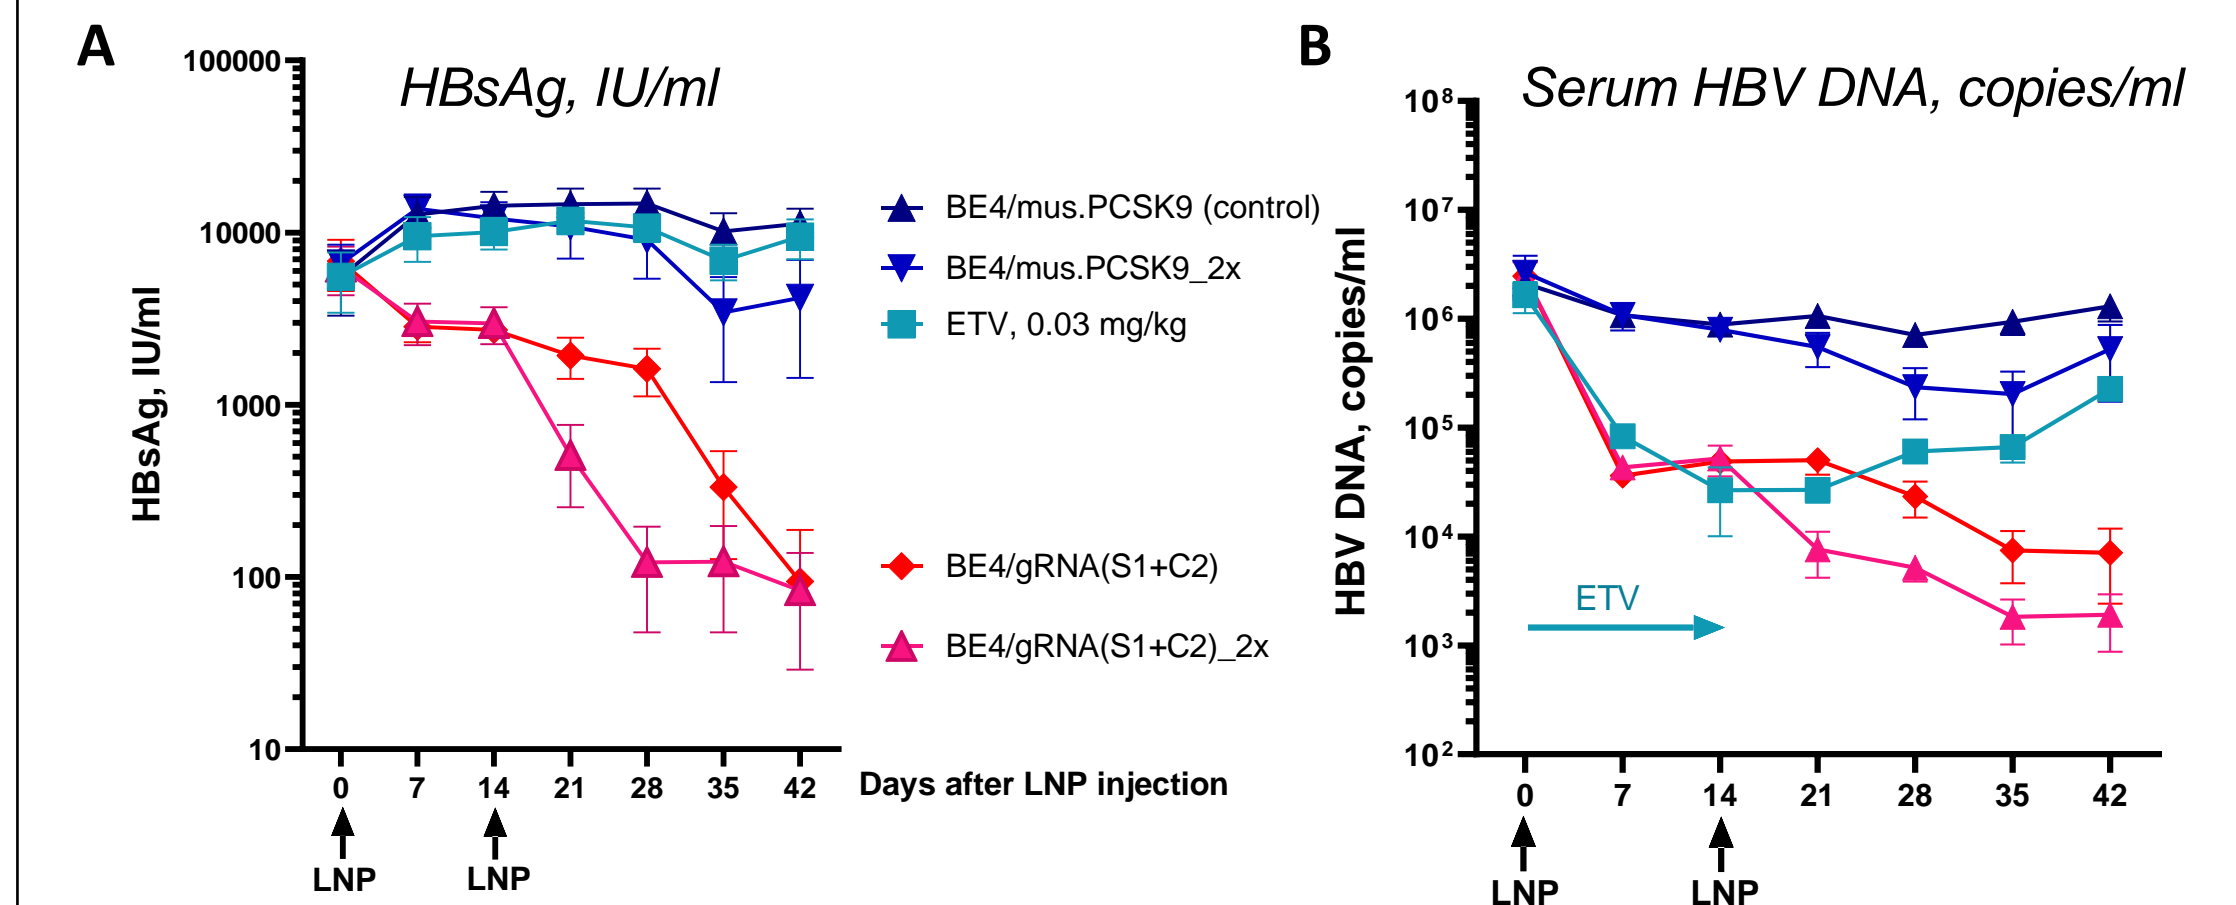 A
HBsAg, IU/ml
HBsAg, IU/ml
100000
10000
1000
100
10
0 7 14 21 28 35 42
Days after LNP injection
LNP LNP
BE4/mus.PCSK9 (control)
BE4/mus.PCSK9_2x
ETV, 0.03 mg/kg
BE4/gRNA(S1+C2)
BE4/gRNA(S1+C2)_2x
B
Serum HBV DNA, copies/ml
HBV DNA, copies/ml
10⁸
10⁷
10⁶
10⁵
10⁴
10³
10²
ETV
0 7 14 21 28 35 42
LNP LNP